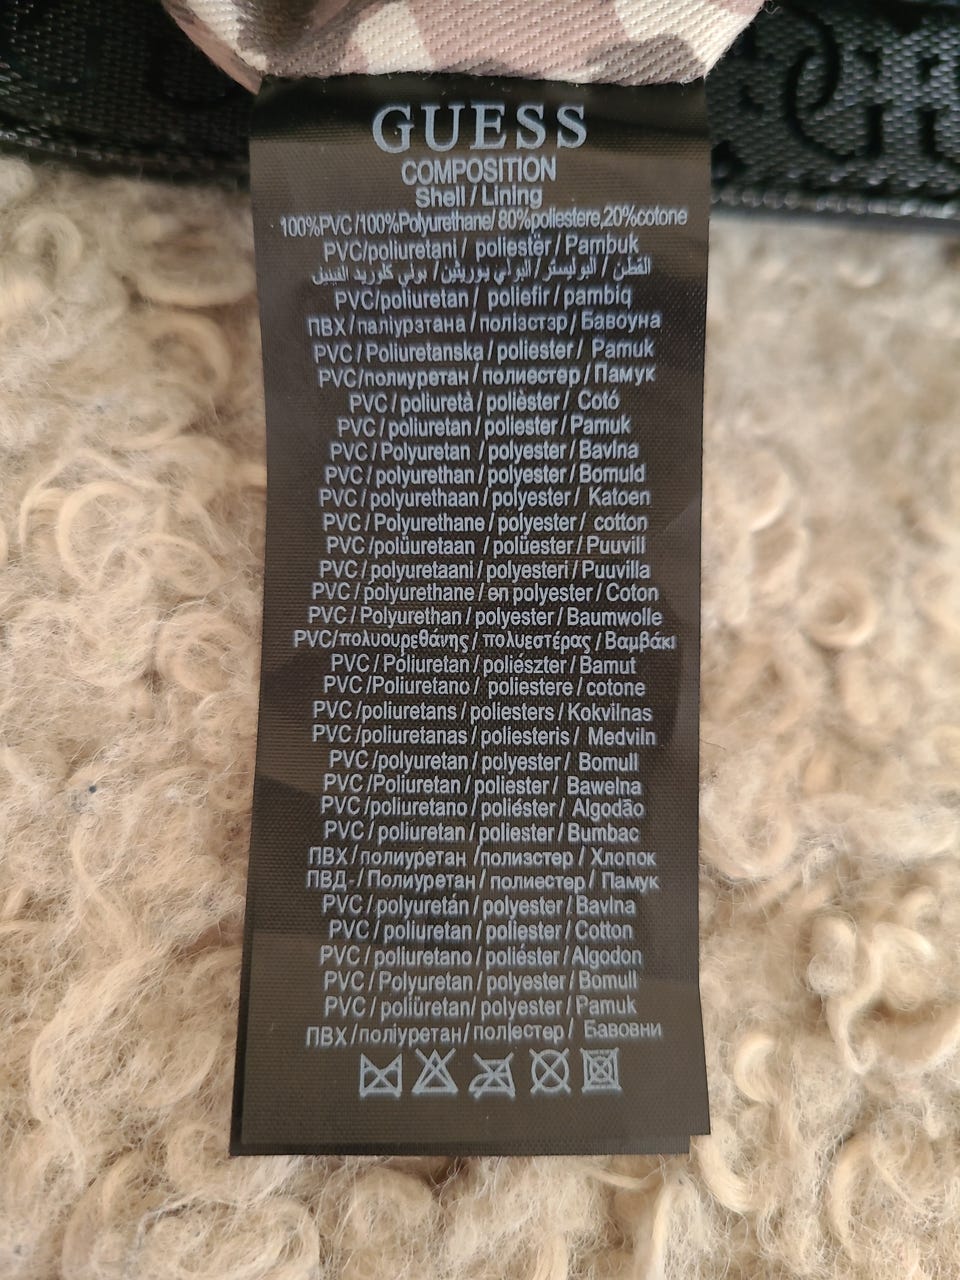 GUESS
COMPOSITION
Shell / Lining
100%PVC /100%Polyurethane/ 80%poliestere,20%cotone
PVC/poliuretani / poliestër / Pambuk
القطن / البوليستر / البولي يوريثين / بولي كلوريد الفينيل
PVC/poliuretan / poliefir / pambiq
ПВХ/паліурэтана/поліэстэр/Бавоуна
PVC / Poliuretanska / poliester / Pamuk
PVC/полиуретан / полиестер / Памук
PVC / poliuretà / polièster / Cotó
PVC / poliuretan / poliester / Pamuk
PVC / Polyuretan / polyester / Bavlna
PVC / polyurethan / polyester / Bomuld
PVC / polyurethaan / polyester / Katoen
PVC / Polyurethane / polyester / cotton
PVC /polüuretaan / polüester / Puuvill
PVC / polyuretaani / polyesteri / Puuvilla
PVC / polyurethane / en polyester / Coton
PVC / Polyurethan / polyester / Baumwolle
PVC/πολυουρεθάνης / πολυεστέρας / Βαμβάκι
PVC / Poliuretan / poliészter / Bamut
PVC /Poliuretano / poliestere / cotone
PVC /poliuretans / poliesters / Kokvilnas
PVC /poliuretanas / poliesteris / Medviln
PVC /polyuretan / polyester / Bomull
PVC /Poliuretan / poliester / Bawełna
PVC /poliuretano / poliéster / Algodão
PVC / poliuretan / poliester / Bumbac
ПВХ/полиуретан /полиэстер / Хлопок
ПВД-/Полиуретан / полиестер / Памук
PVC / polyuretán / polyester / Bavlna
PVC / poliuretan / poliester / Cotton
PVC / poliuretano / poliéster / Algodon
PVC / Polyuretan / polyester / Bomull
PVC / poliüretan/ polyester / Pamuk
ПВХ/поліуретан/поліестер / Бавовни